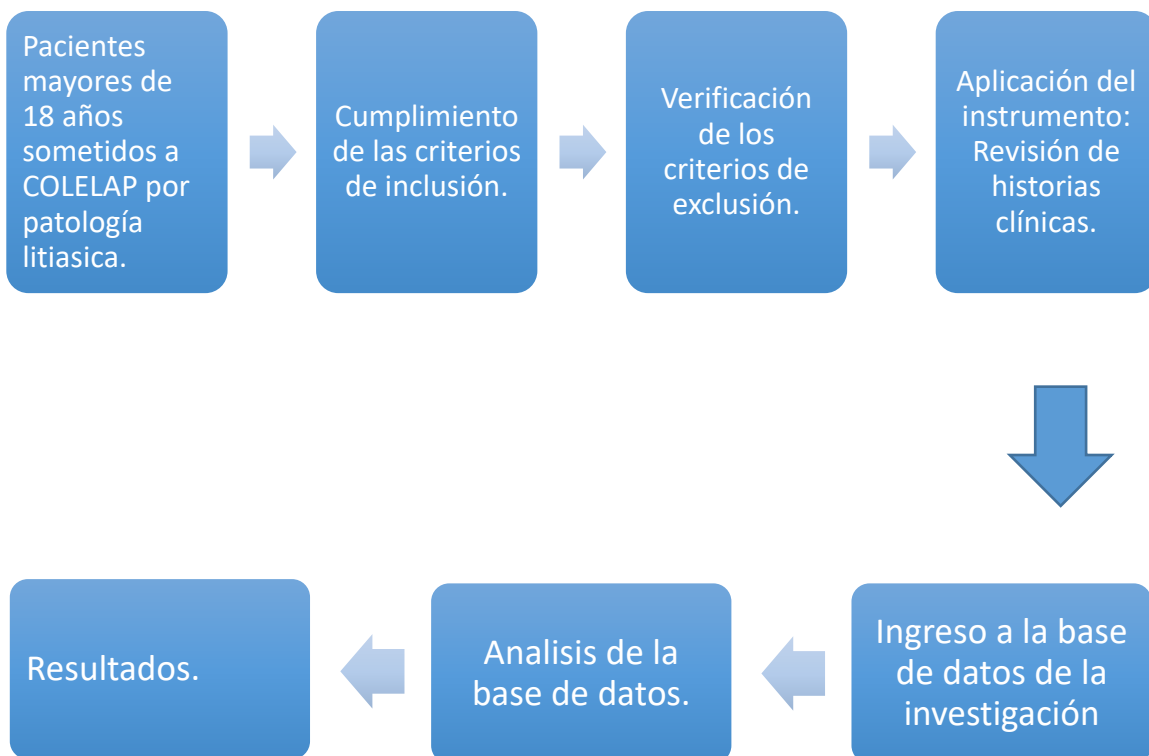 Pacientes
mayores de
18 años
sometidos a
COLELAP por
patología
litiasica.
Cumplimiento
de las criterios
de inclusión.
Verificación
de los
criterios de
exclusión.
Aplicación del
instrumento:
Revisión de
historias
clínicas.
Ingreso a la base
de datos de la
investigación
Analisis de la
base de datos.
Resultados.